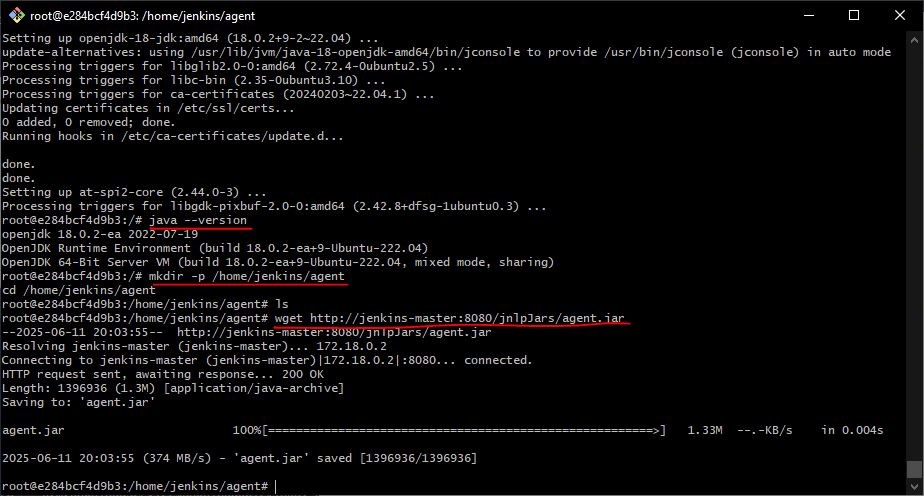 root@e284bcf4d9b3: /home/jenkins/agent
Setting up openjdk-18-jdk:amd64 (18.0.2+9-2~22.04) ...
update-alternatives: using /usr/lib/jvm/java-18-openjdk-amd64/bin/jconsole to provide /usr/bin/jconsole (jconsole) in auto mode
Processing triggers for libglib2.0-0:amd64 (2.72.4-0ubuntu2.5) ...
Processing triggers for libc-bin (2.35-0ubuntu3.10) ...
Processing triggers for ca-certificates (20240203~22.04.1) ...
Updating certificates in /etc/ssl/certs...
0 added, 0 removed; done.
Running hooks in /etc/ca-certificates/update.d...

done.
done.
Setting up at-spi2-core (2.44.0-3) ...
Processing triggers for libgdk-pixbuf-2.0-0:amd64 (2.42.8+dfsg-1ubuntu0.3) ...
root@e284bcf4d9b3:/# java --version
openjdk 18.0.2-ea 2022-07-19
OpenJDK Runtime Environment (build 18.0.2-ea+9-Ubuntu-222.04)
OpenJDK 64-Bit Server VM (build 18.0.2-ea+9-Ubuntu-222.04, mixed mode, sharing)
root@e284bcf4d9b3:/# mkdir -p /home/jenkins/agent
cd /home/jenkins/agent
root@e284bcf4d9b3:/home/jenkins/agent# ls
root@e284bcf4d9b3:/home/jenkins/agent# wget http://jenkins-master:8080/jnlpJars/agent.jar
--2025-06-11 20:03:55--  http://jenkins-master:8080/jnlpJars/agent.jar
Resolving jenkins-master (jenkins-master)... 172.18.0.2
Connecting to jenkins-master (jenkins-master)|172.18.0.2|:8080... connected.
HTTP request sent, awaiting response... 200 OK
Length: 1396936 (1.3M) [application/java-archive]
Saving to: 'agent.jar'

agent.jar 100%[=======================================================>] 1.33M --.-KB/s in 0.004s

2025-06-11 20:03:55 (374 MB/s) - 'agent.jar' saved [1396936/1396936]

root@e284bcf4d9b3:/home/jenkins/agent#